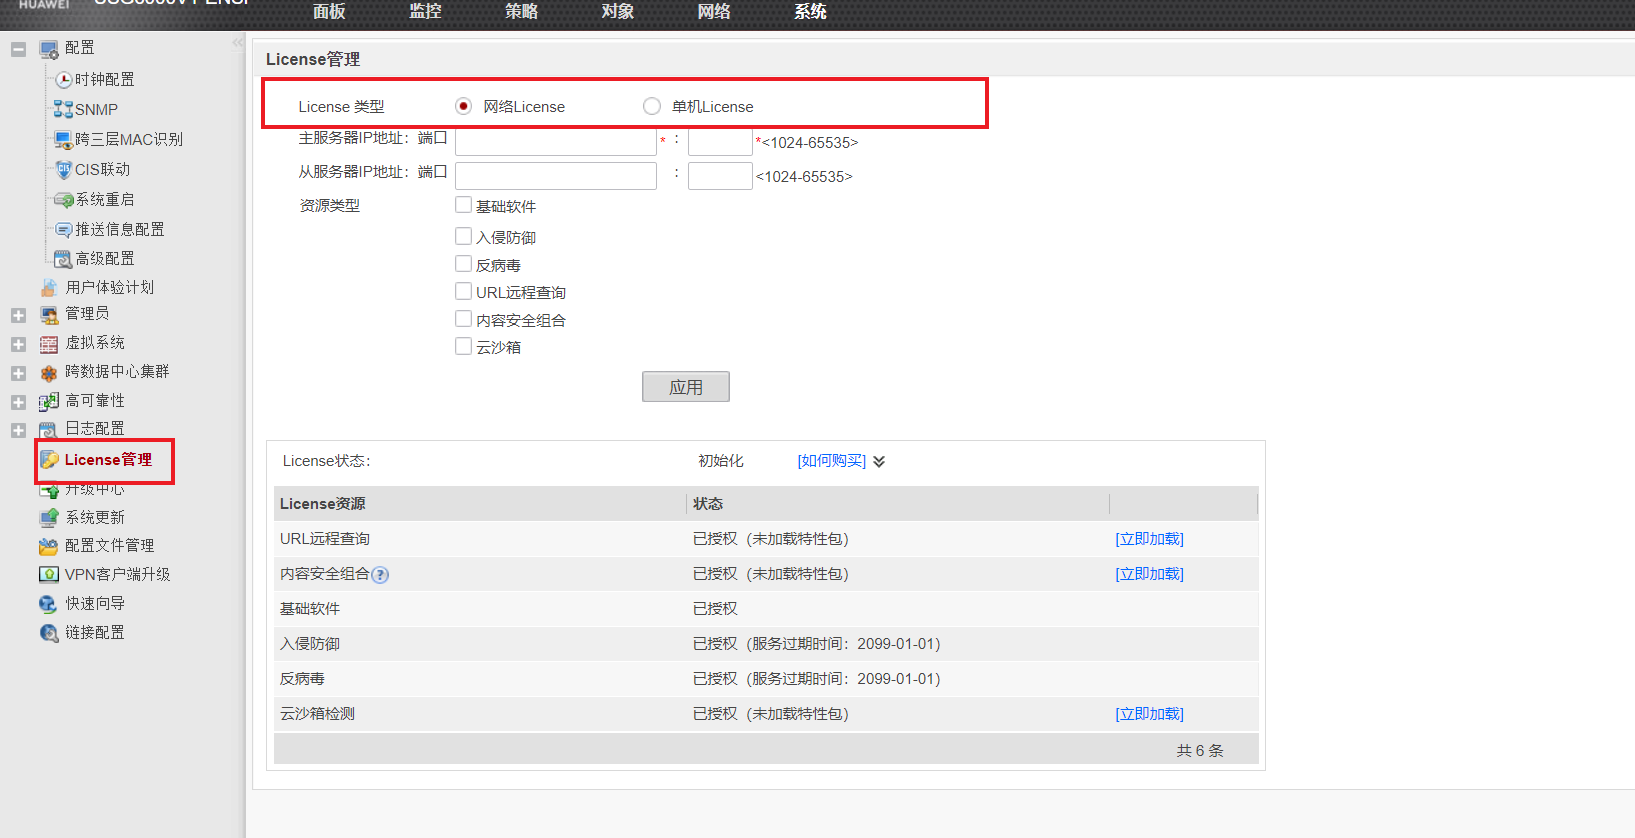 HUAWEI
面板 监控 策略 对象 网络 系统
配置
时钟配置
SNMP
跨三层MAC识别
CIS联动
系统重启
推送信息配置
高级配置
用户体验计划
管理员
虚拟系统
跨数据中心集群
高可靠性
日志配置
License管理
升级中心
系统更新
配置文件管理
VPN客户端升级
快速向导
链接配置
License管理
License 类型 网络License 单机License
主服务器IP地址：端口 * : *<1024-65535>
从服务器IP地址：端口 : <1024-65535>
资源类型 基础软件
入侵防御
反病毒
URL远程查询
内容安全组合
云沙箱
应用
License状态: 初始化 [如何购买]
License资源 状态
URL远程查询 已授权（未加载特性包） [立即加载]
内容安全组合 ? 已授权（未加载特性包） [立即加载]
基础软件 已授权
入侵防御 已授权（服务过期时间：2099-01-01）
反病毒 已授权（服务过期时间：2099-01-01）
云沙箱检测 已授权（未加载特性包） [立即加载]
共 6 条